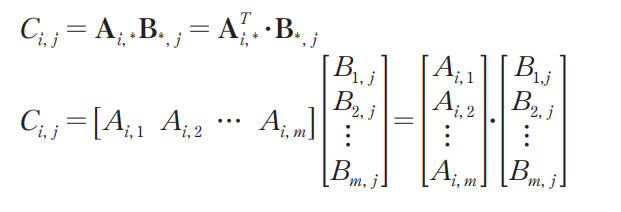 C_{i,j} = A_{i,*} B_{*,j} = A_{i,*}^T · B_{*,j}
C_{i,j} = [A_{i,1} A_{i,2} ⋯ A_{i,m}] [B_{1,j} B_{2,j} ⋮ B_{m,j}] = [A_{i,1} A_{i,2} ⋮ A_{i,m}] · [B_{1,j} B_{2,j} ⋮ B_{m,j}]